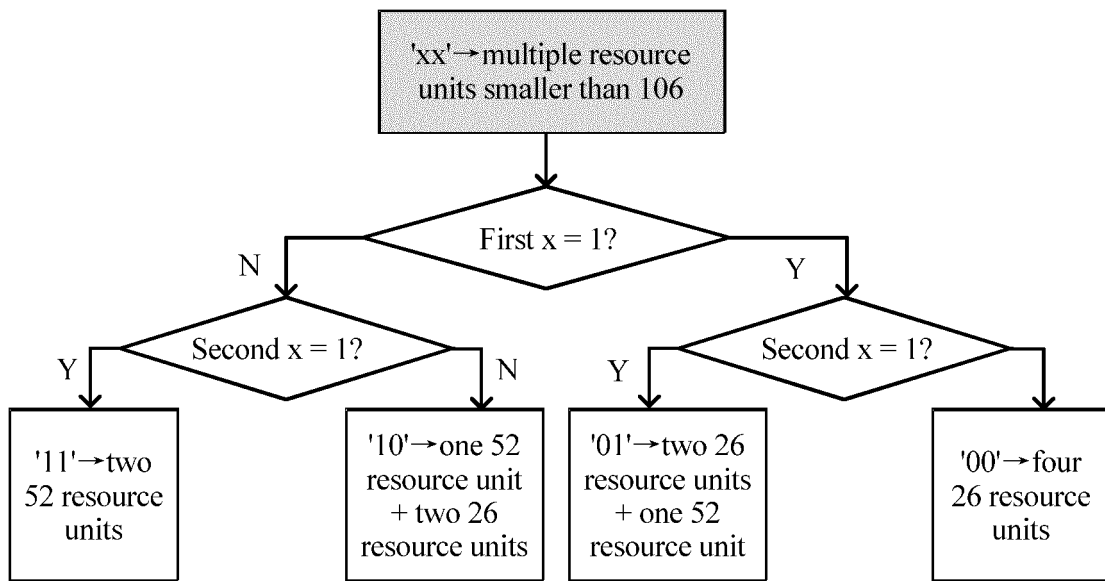 'xx'→multiple resource
units smaller than 106
First x = 1?
N
Y
Second x = 1?
Second x = 1?
Y
N
Y
'11'→two
52 resource
units
'10'→one 52
resource unit
+ two 26
resource units
'01'→two 26
resource units
+ one 52
resource unit
'00'→four
26 resource
units